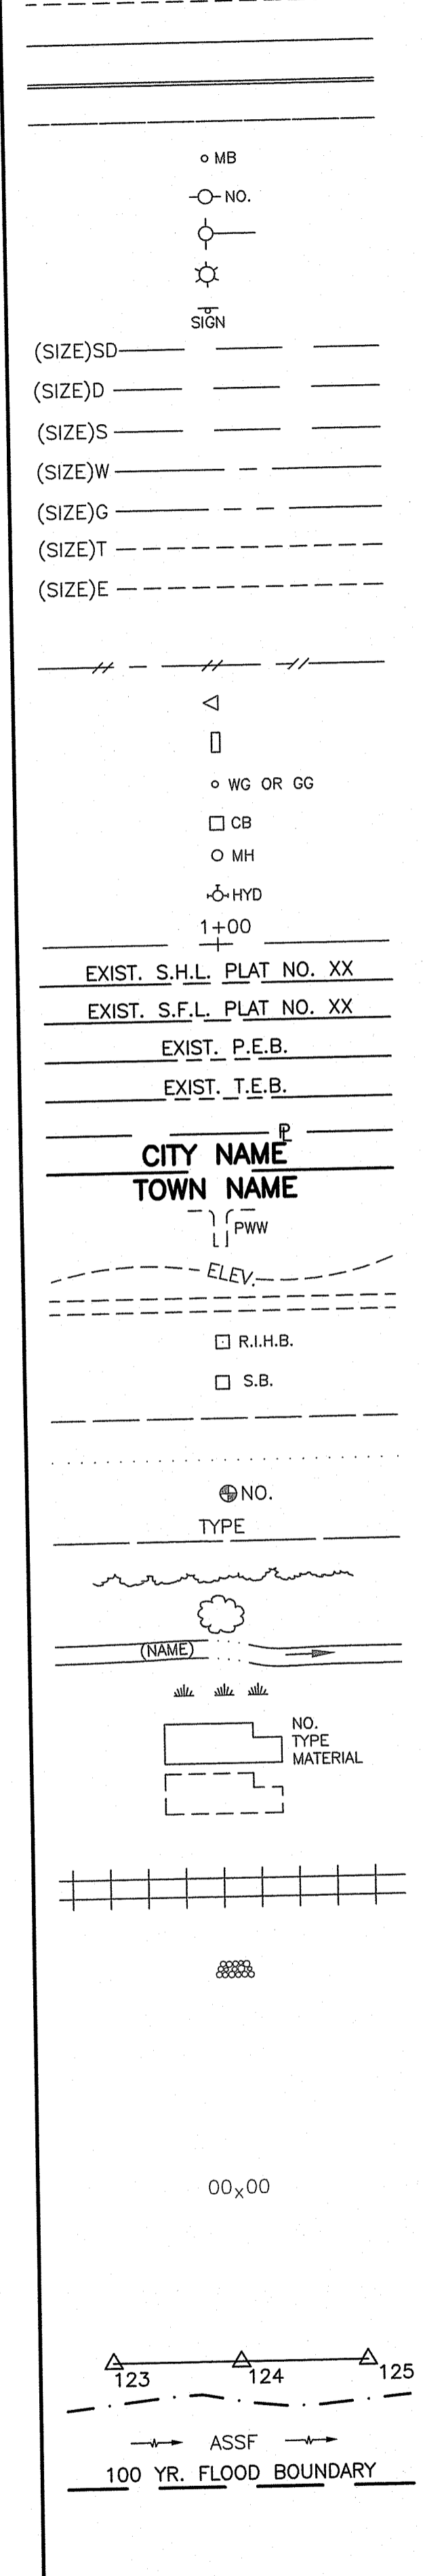 MB
NO.
SIGN
(SIZE)SD
(SIZE)D
(SIZE)S
(SIZE)W
(SIZE)G
(SIZE)T
(SIZE)E
WG OR GG
CB
MH
HYD
1+00
EXIST. S.H.L. PLAT NO. XX
EXIST. S.F.L. PLAT NO. XX
EXIST. P.E.B.
EXIST. T.E.B.
PL
CITY NAME
TOWN NAME
PWW
ELEV.
R.I.H.B.
S.B.
NO.
TYPE
(NAME)
NO.
TYPE
MATERIAL
00x00
123 124 125
ASSF
100 YR. FLOOD BOUNDARY